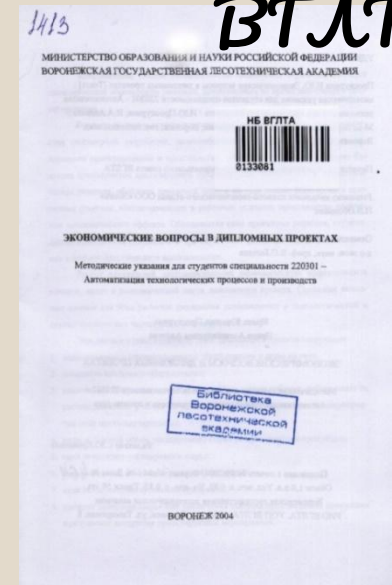 1413
ВГЛТ
МИНИСТЕРСТВО ОБРАЗОВАНИЯ И НАУКИ РОССИЙСКОЙ ФЕДЕРАЦИИ
ВОРОНЕЖСКАЯ ГОСУДАРСТВЕННАЯ ЛЕСОТЕХНИЧЕСКАЯ АКАДЕМИЯ
НБ ВГЛТА
0133081
ЭКОНОМИЧЕСКИЕ ВОПРОСЫ В ДИПЛОМНЫХ ПРОЕКТАХ
Методические указания для студентов специальности 220301 –
Автоматизация технологических процессов и производств
Библиотека
Воронежской
лесотехнической
академии
ВОРОНЕЖ 2004